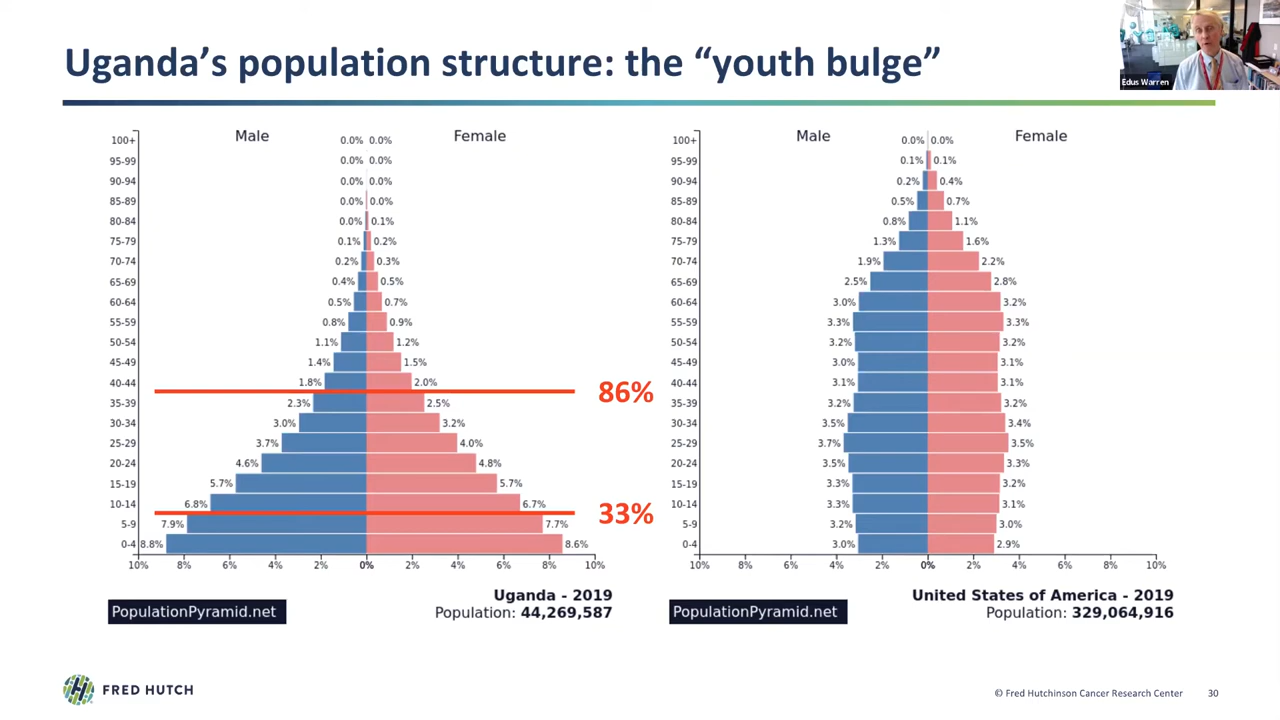 Uganda's population structure: the “youth bulge”
Edus Warren
Male Female
100+ 0.0% 0.0%
95-99 0.0% 0.0%
90-94 0.0% 0.0%
85-89 0.0% 0.0%
80-84 0.0% 0.1%
75-79 0.1% 0.2%
70-74 0.2% 0.3%
65-69 0.4% 0.5%
60-64 0.5% 0.7%
55-59 0.8% 0.9%
50-54 1.1% 1.2%
45-49 1.4% 1.5%
40-44 1.8% 2.0%
86%
35-39 2.3% 2.5%
30-34 3.0% 3.2%
25-29 3.7% 4.0%
20-24 4.6% 4.8%
15-19 5.7% 5.7%
10-14 6.8% 6.7%
33%
5-9 7.9% 7.7%
0-4 8.8% 8.6%
10% 8% 6% 4% 2% 0% 2% 4% 6% 8% 10%
Uganda - 2019
PopulationPyramid.net Population: 44,269,587
Male Female
100+ 0.0% 0.0%
95-99 0.1% 0.1%
90-94 0.2% 0.4%
85-89 0.5% 0.7%
80-84 0.8% 1.1%
75-79 1.3% 1.6%
70-74 1.9% 2.2%
65-69 2.5% 2.8%
60-64 3.0% 3.2%
55-59 3.3% 3.3%
50-54 3.2% 3.2%
45-49 3.0% 3.1%
40-44 3.1% 3.1%
35-39 3.2% 3.2%
30-34 3.5% 3.4%
25-29 3.7% 3.5%
20-24 3.5% 3.3%
15-19 3.3% 3.2%
10-14 3.3% 3.1%
5-9 3.2% 3.0%
0-4 3.0% 2.9%
10% 8% 6% 4% 2% 0% 2% 4% 6% 8% 10%
United States of America - 2019
PopulationPyramid.net Population: 329,064,916
FRED HUTCH
© Fred Hutchinson Cancer Research Center 30